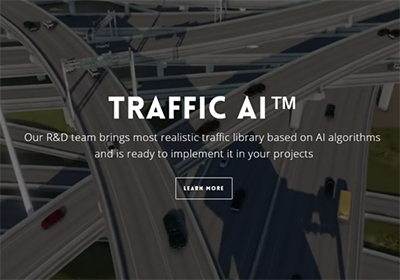 TRAFFIC AI™
Our R&D team brings most realistic traffic library based on AI algorithms
and is ready to implement it in your projects
LEARN MORE